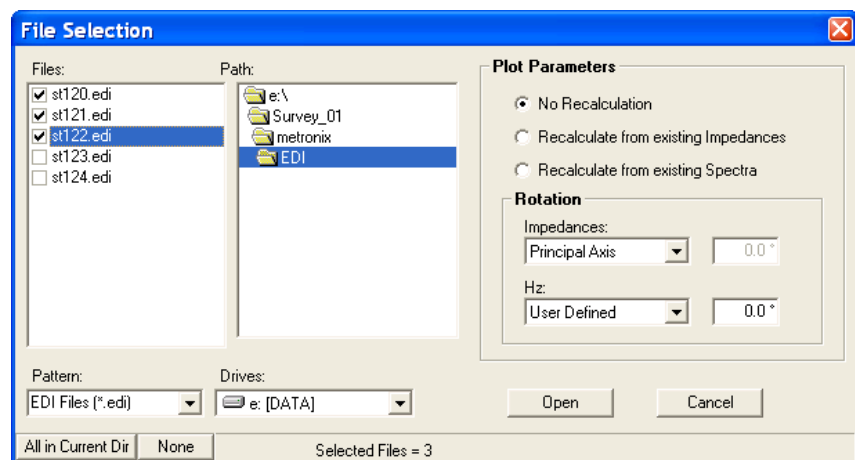 File Selection
Files:
st120.edi
st121.edi
st122.edi
st123.edi
st124.edi
Path:
e:\
Survey_01
metronix
EDI
Plot Parameters
No Recalculation
Recalculate from existing Impedances
Recalculate from existing Spectra
Rotation
Impedances:
Principal Axis
0.0 °
Hz:
User Defined
0.0 °
Pattern:
EDI Files (*.edi)
Drives:
e: [DATA]
Open
Cancel
All in Current Dir
None
Selected Files = 3